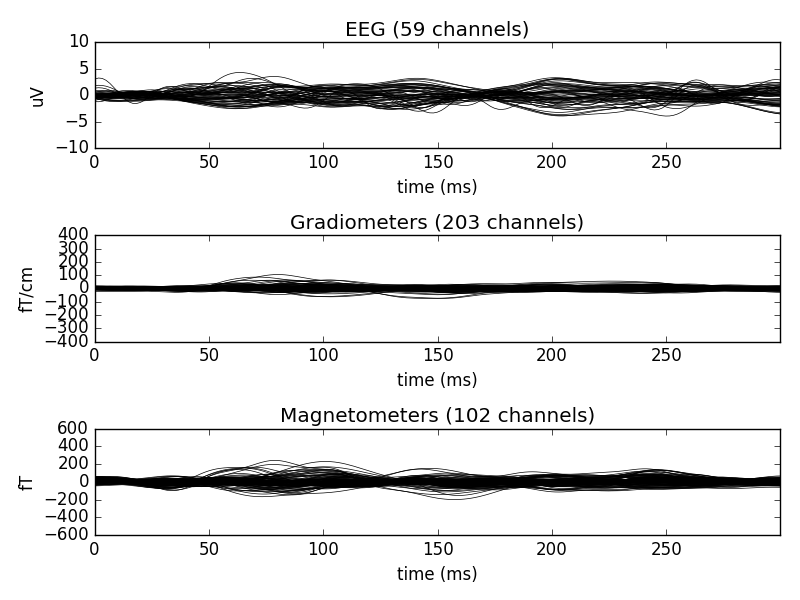 EEG (59 channels)
10
5
0
−5
−10
uV
0 50 100 150 200 250
time (ms)
Gradiometers (203 channels)
400
300
200
100
0
−100
−200
−300
−400
fT/cm
0 50 100 150 200 250
time (ms)
Magnetometers (102 channels)
600
400
200
0
−200
−400
−600
fT
0 50 100 150 200 250
time (ms)